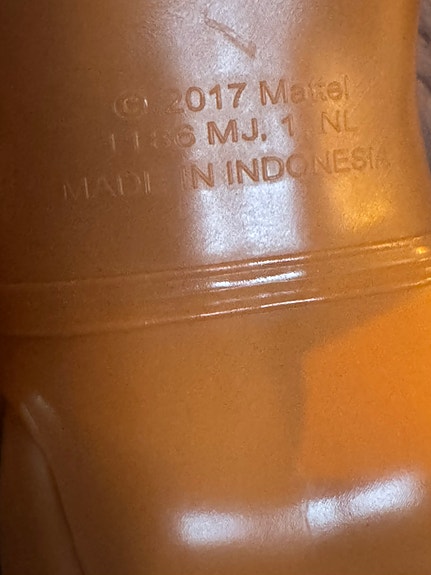 © 2017 Mattel
1186 MJ, 1 NL
MADE IN INDONESIA